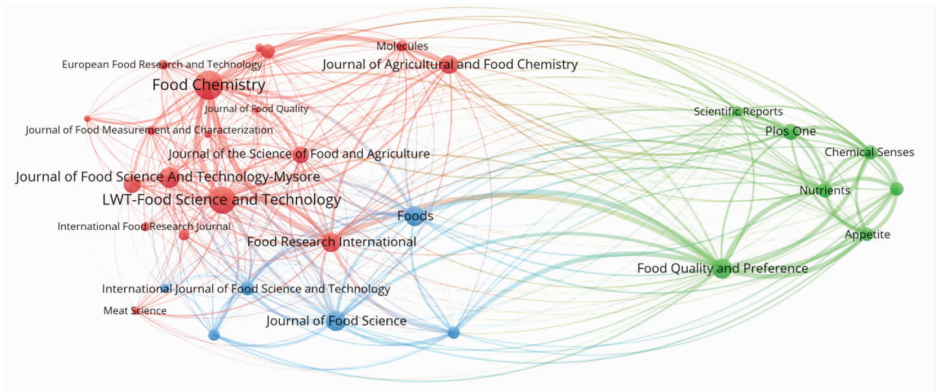 Molecules
European Food Research and Technology
Journal of Agricultural and Food Chemistry
Food Chemistry
Journal of Food Quality
Scientific Reports
Journal of Food Measurement and Characterization
Plos One
Journal of the Science of Food and Agriculture
Chemical Senses
Journal of Food Science And Technology-Mysore
Nutrients
LWT-Food Science and Technology
Foods
International Food Research Journal
Appetite
Food Research International
Food Quality and Preference
International Journal of Food Science and Technology
Meat Science
Journal of Food Science